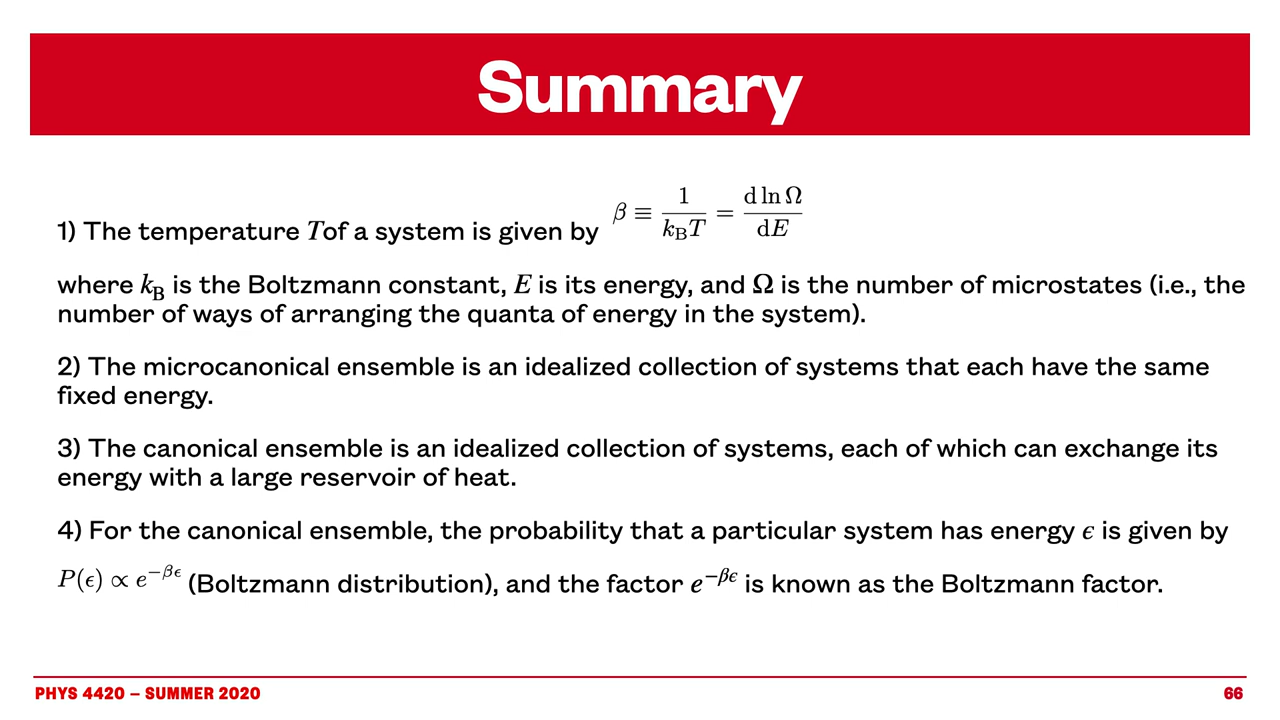 Summary
1) The temperature T of a system is given by β ≡ 1/(k_B T) = d ln Ω/dE
where k_B is the Boltzmann constant, E is its energy, and Ω is the number of microstates (i.e., the
number of ways of arranging the quanta of energy in the system).
2) The microcanonical ensemble is an idealized collection of systems that each have the same
fixed energy.
3) The canonical ensemble is an idealized collection of systems, each of which can exchange its
energy with a large reservoir of heat.
4) For the canonical ensemble, the probability that a particular system has energy ϵ is given by
P(ϵ) ∝ e^{−βϵ} (Boltzmann distribution), and the factor e^{−βϵ} is known as the Boltzmann factor.
PHYS 4420 – SUMMER 2020
66